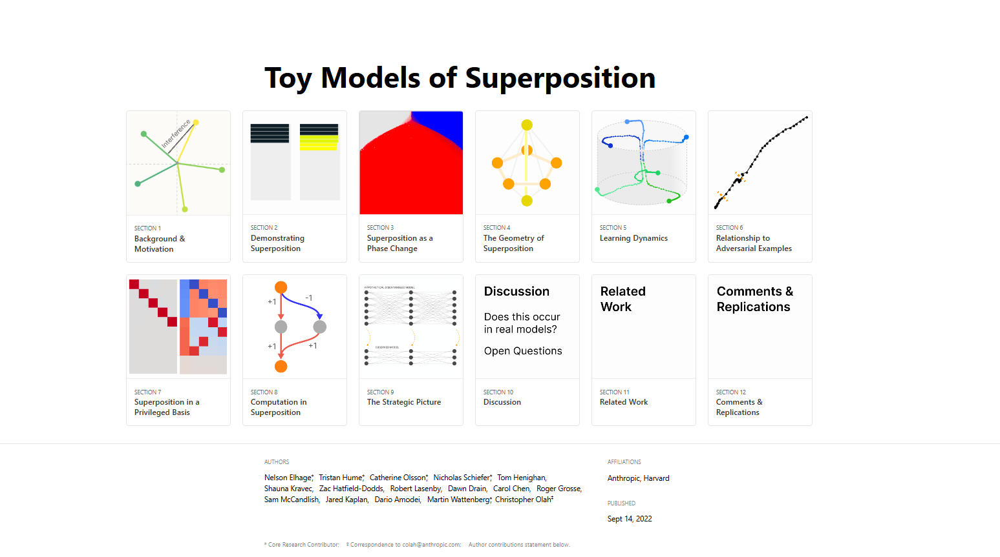 Toy Models of Superposition
Interference
SECTION 1
Background &
Motivation
SECTION 2
Demonstrating
Superposition
SECTION 3
Superposition as a
Phase Change
SECTION 4
The Geometry of
Superposition
SECTION 5
Learning Dynamics
SECTION 6
Relationship to
Adversarial Examples
SECTION 7
Superposition in a
Privileged Basis
+1
-1
+1
+1
SECTION 8
Computation in
Superposition
HYPOTHETICAL DISENTANGLED MODEL
OBSERVED MODEL
SECTION 9
The Strategic Picture
Discussion
Does this occur
in real models?
Open Questions
SECTION 10
Discussion
Related
Work
SECTION 11
Related Work
Comments &
Replications
SECTION 12
Comments &
Replications
AUTHORS
Nelson Elhage*, Tristan Hume*, Catherine Olsson*, Nicholas Schiefer*, Tom Henighan,
Shauna Kravec, Zac Hatfield-Dodds, Robert Lasenby, Dawn Drain, Carol Chen, Roger Grosse,
Sam McCandlish, Jared Kaplan, Dario Amodei, Martin Wattenberg*, Christopher Olah‡
AFFILIATIONS
Anthropic, Harvard
PUBLISHED
Sept 14, 2022
* Core Research Contributor; ‡ Correspondence to colah@anthropic.com; Author contributions statement below.